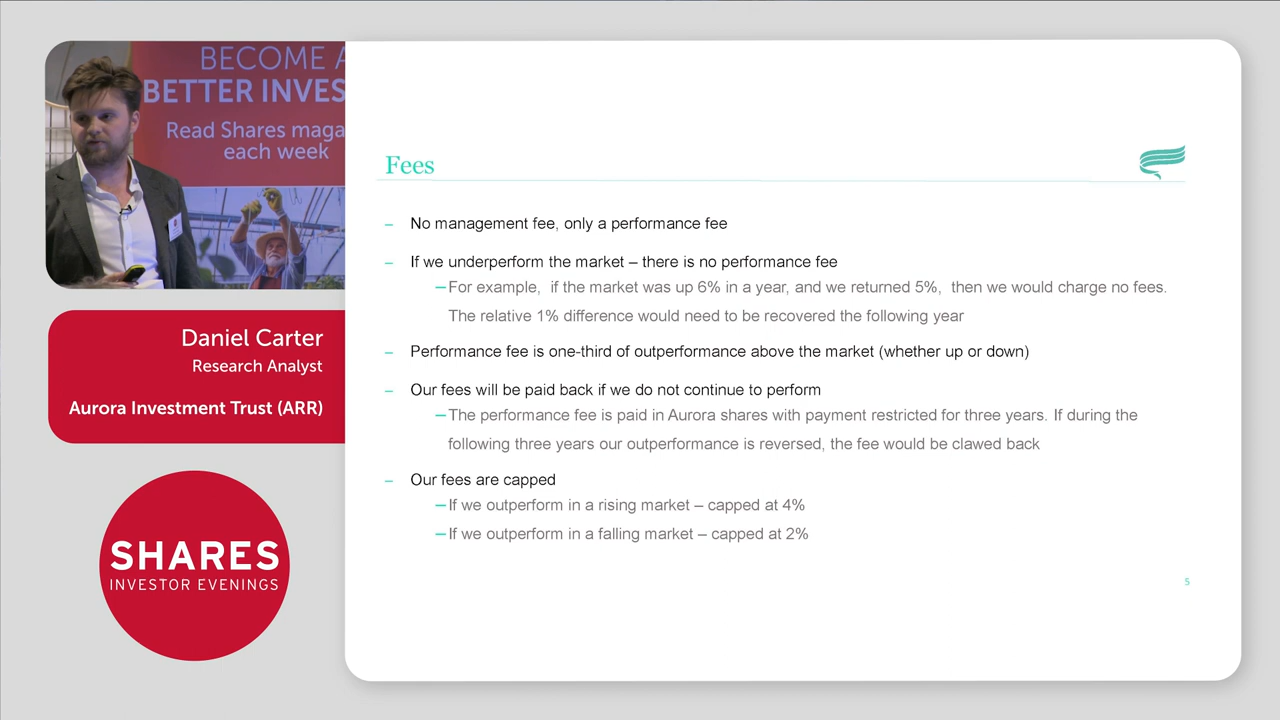 BECOME A
BETTER INVES
Read Shares maga
each week
Daniel Carter
Research Analyst
Aurora Investment Trust (ARR)
SHARES
INVESTOR EVENINGS
Fees
– No management fee, only a performance fee
– If we underperform the market – there is no performance fee
– For example, if the market was up 6% in a year, and we returned 5%, then we would charge no fees.
The relative 1% difference would need to be recovered the following year
– Performance fee is one-third of outperformance above the market (whether up or down)
– Our fees will be paid back if we do not continue to perform
– The performance fee is paid in Aurora shares with payment restricted for three years. If during the
following three years our outperformance is reversed, the fee would be clawed back
– Our fees are capped
– If we outperform in a rising market – capped at 4%
– If we outperform in a falling market – capped at 2%
5